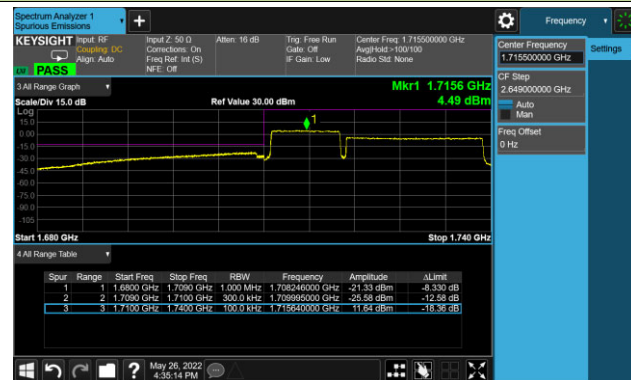 Spectrum Analyzer 1
Spurious Emissions
+
Frequency
KEYSIGHT
Input: RF
Coupling: DC
Align: Auto
Input Z: 50 Ω
Corrections: On
Freq Ref: Int (S)
NFE: Off
Atten: 16 dB
Trig: Free Run
Gate: Off
IF Gain: Low
Center Freq: 1.715500000 GHz
Avg|Hold:>100/100
Radio Std: None
PASS
Center Frequency
1.715500000 GHz
Settings
CF Step
2.649000000 GHz
Auto
Man
Freq Offset
0 Hz
3 All Range Graph
Mkr1 1.7156 GHz
Scale/Div 15.0 dB
Ref Value 30.00 dBm
4.49 dBm
Log
15.0
0.00
-15.0
-30.0
-45.0
-60.0
-75.0
-90.0
-105
1
Start 1.680 GHz
Stop 1.740 GHz
4 All Range Table
Spur Range Start Freq Stop Freq RBW Frequency Amplitude ΔLimit
1 1 1.6800 GHz 1.7090 GHz 1.000 MHz 1.708246000 GHz -21.33 dBm -8.330 dB
2 2 1.7090 GHz 1.7100 GHz 300.0 kHz 1.709995000 GHz -25.58 dBm -12.58 dB
3 3 1.7100 GHz 1.7400 GHz 100.0 kHz 1.715640000 GHz 11.64 dBm -18.36 dB
?
May 26, 2022
4:35:14 PM